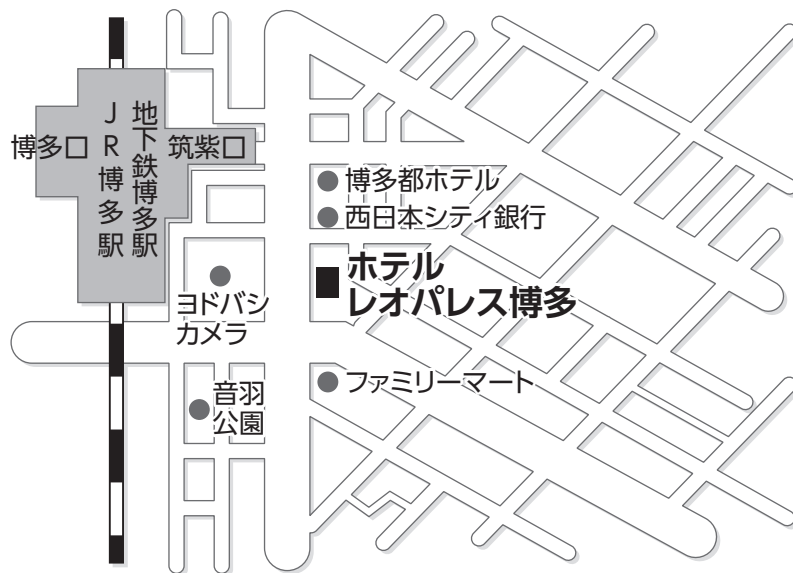 博多口
JR博多駅
地下鉄博多駅
筑紫口
博多都ホテル
西日本シティ銀行
ホテル
レオパレス博多
ヨドバシ
カメラ
ファミリーマート
音羽
公園